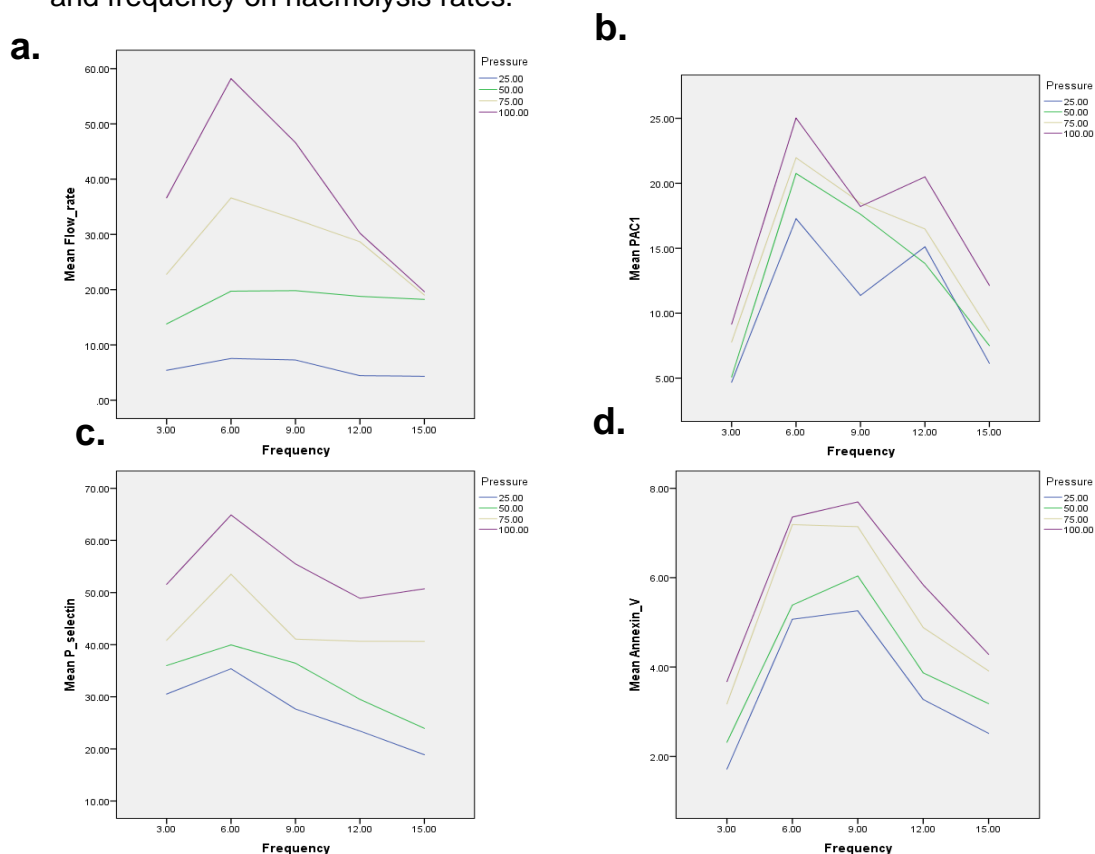 and frequency on haemolysis rates.
a.
60.00
50.00
40.00
30.00
20.00
10.00
.00
Mean Flow_rate
3.00 6.00 9.00 12.00 15.00
Frequency
Pressure
25.00
50.00
75.00
100.00
b.
25.00
20.00
15.00
10.00
5.00
Mean PAC1
3.00 6.00 9.00 12.00 15.00
Frequency
Pressure
25.00
50.00
75.00
100.00
c.
70.00
60.00
50.00
40.00
30.00
20.00
10.00
Mean P_selectin
3.00 6.00 9.00 12.00 15.00
Frequency
Pressure
25.00
50.00
75.00
100.00
d.
8.00
6.00
4.00
2.00
Mean Annexin_V
3.00 6.00 9.00 12.00 15.00
Frequency
Pressure
25.00
50.00
75.00
100.00